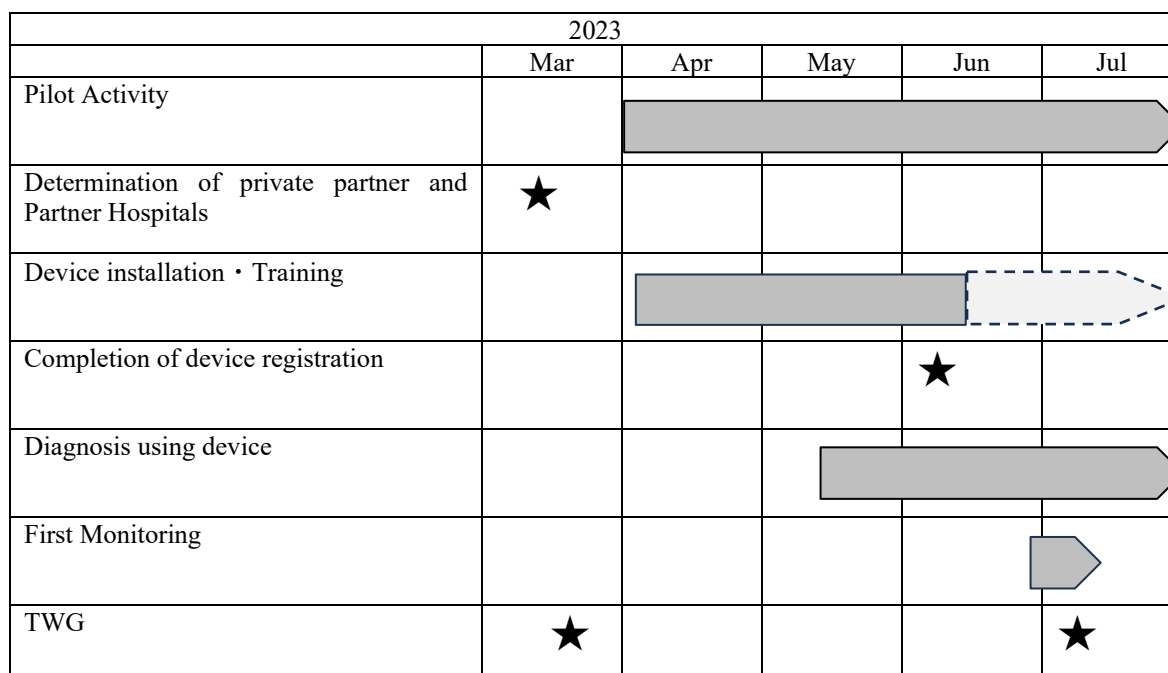 2023
Mar Apr May Jun Jul
Pilot Activity
Determination of private partner and
Partner Hospitals
Device installation・Training
Completion of device registration
Diagnosis using device
First Monitoring
TWG